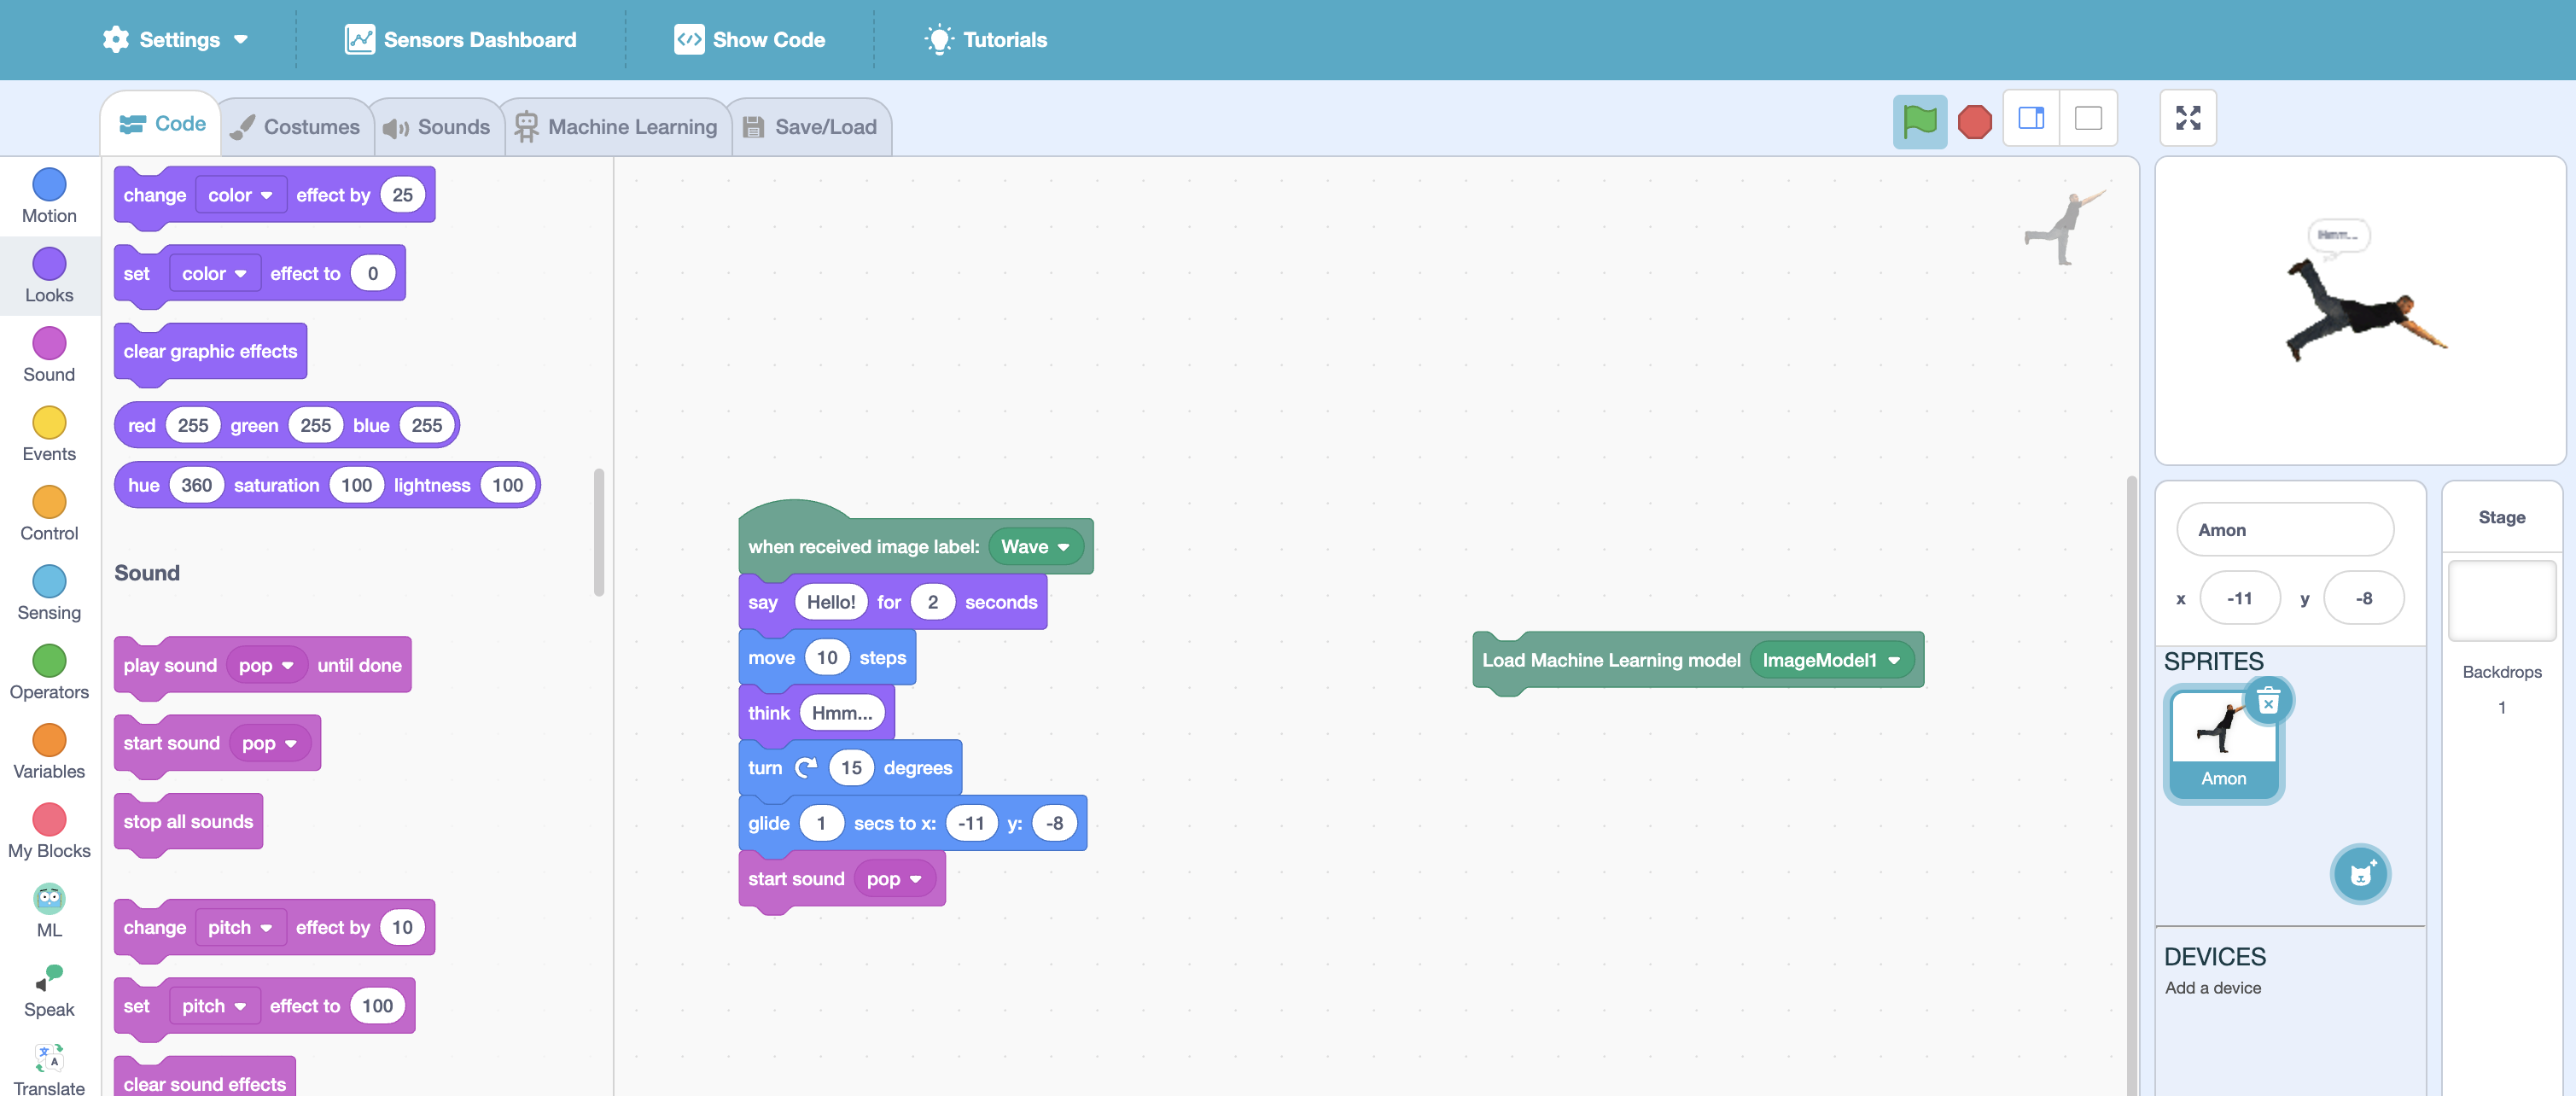 Settings
Sensors Dashboard
Show Code
Tutorials
Code
Costumes
Sounds
Machine Learning
Save/Load
Motion
Looks
Sound
Events
Control
Sensing
Operators
Variables
My Blocks
ML
Speak
Translate
change color effect by 25
set color effect to 0
clear graphic effects
red 255 green 255 blue 255
hue 360 saturation 100 lightness 100
Sound
play sound pop until done
start sound pop
stop all sounds
change pitch effect by 10
set pitch effect to 100
clear sound effects
when received image label: Wave
say Hello! for 2 seconds
move 10 steps
think Hmm...
turn 15 degrees
glide 1 secs to x: -11 y: -8
start sound pop
Load Machine Learning model ImageModel1
Hmm...
Amon
x -11 y -8
SPRITES
Amon
DEVICES
Add a device
Stage
Backdrops
1